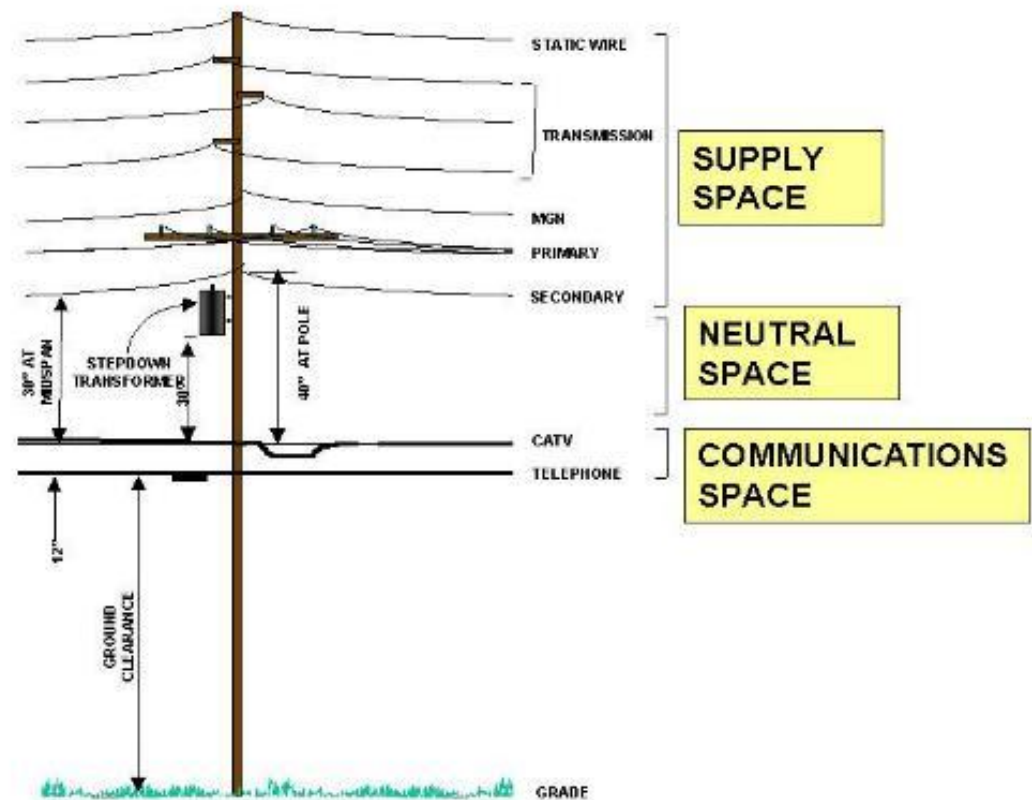 STATIC WIRE
TRANSMISSION
SUPPLY
SPACE
MGN
PRIMARY
SECONDARY
NEUTRAL
SPACE
STEPDOWN
TRANSFORMER
30" AT
MIDSPAN
30"
40" AT POLE
CATV
TELEPHONE
COMMUNICATIONS
SPACE
12"
GROUND
CLEARANCE
GRADE